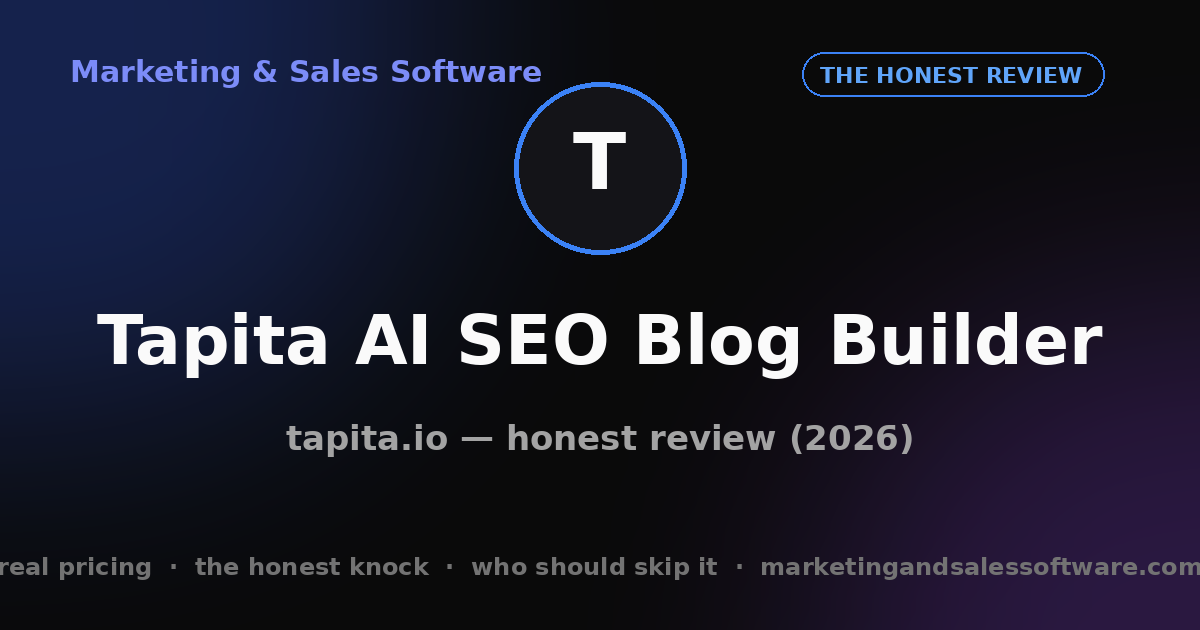 Marketing & Sales Software
THE HONEST REVIEW
T
Tapita AI SEO Blog Builder
tapita.io — honest review (2026)
real pricing · the honest knock · who should skip it · marketingandsalessoftware.com